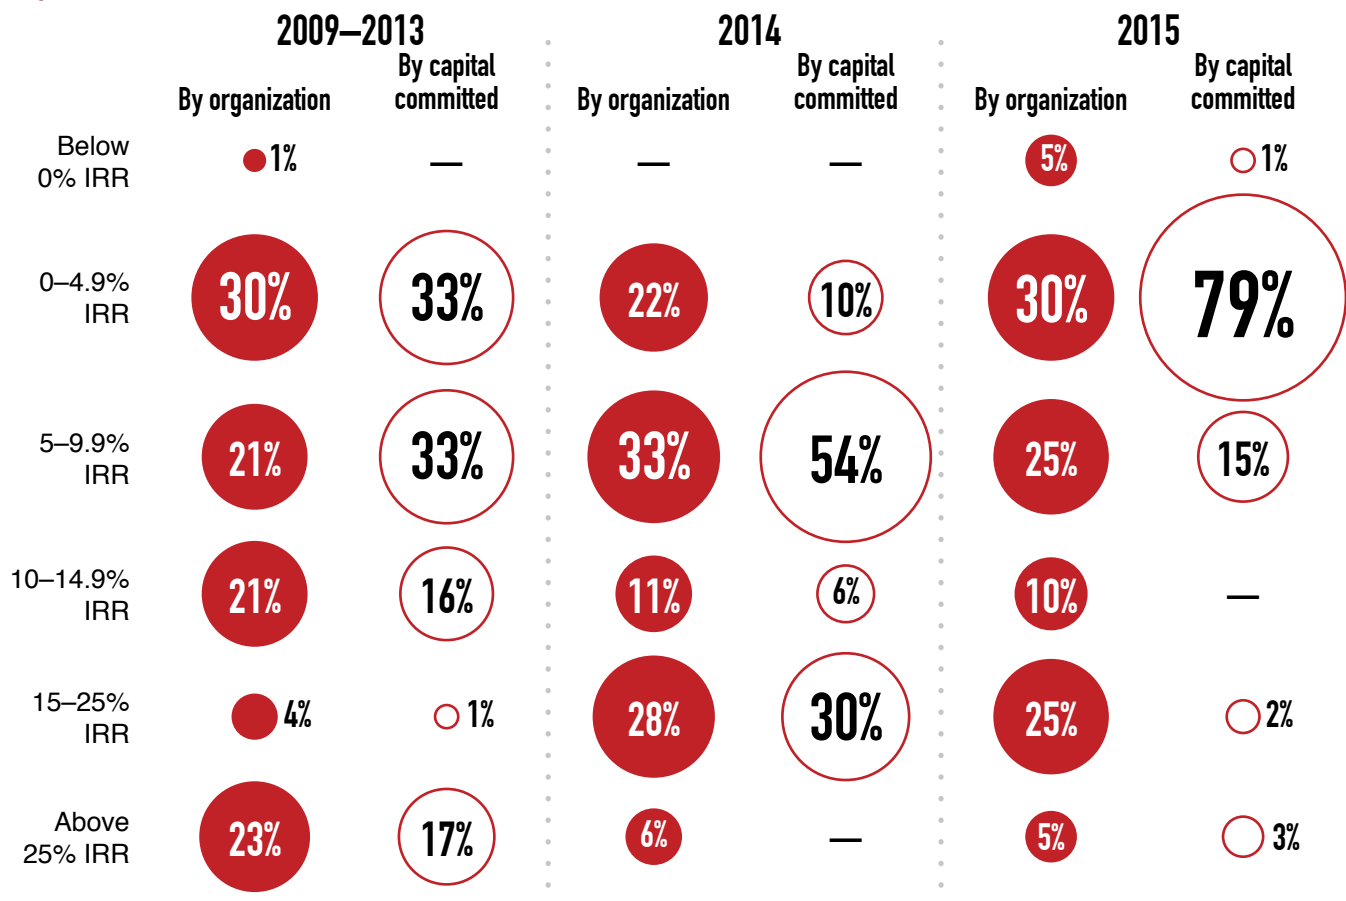 2009–2013
2014
2015
By organization
By capital
committed
By organization
By capital
committed
By organization
By capital
committed
Below
0% IRR
1%
—
—
—
5%
1%
0–4.9%
IRR
30%
33%
22%
10%
30%
79%
5–9.9%
IRR
21%
33%
33%
54%
25%
15%
10–14.9%
IRR
21%
16%
11%
6%
10%
—
15–25%
IRR
4%
1%
28%
30%
25%
2%
Above
25% IRR
23%
17%
6%
—
5%
3%